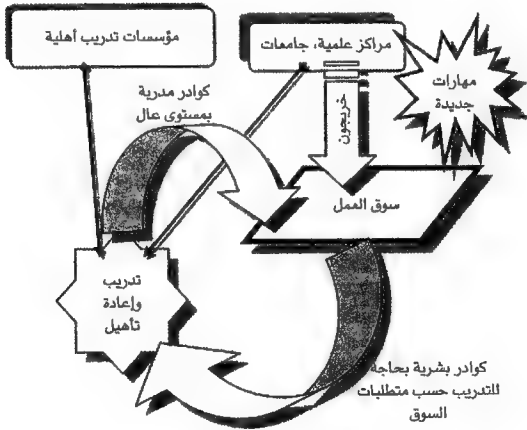 مؤسسات تدريب أهلية
مراكز علمية، جامعات
مهارات
جديدة
كوادر مدربة
بمستوى عال
خريجون
سوق العمل
تدريب
وإعادة
تأهيل
كوادر بشرية بحاجة
للتدريب حسب متطلبات
السوق